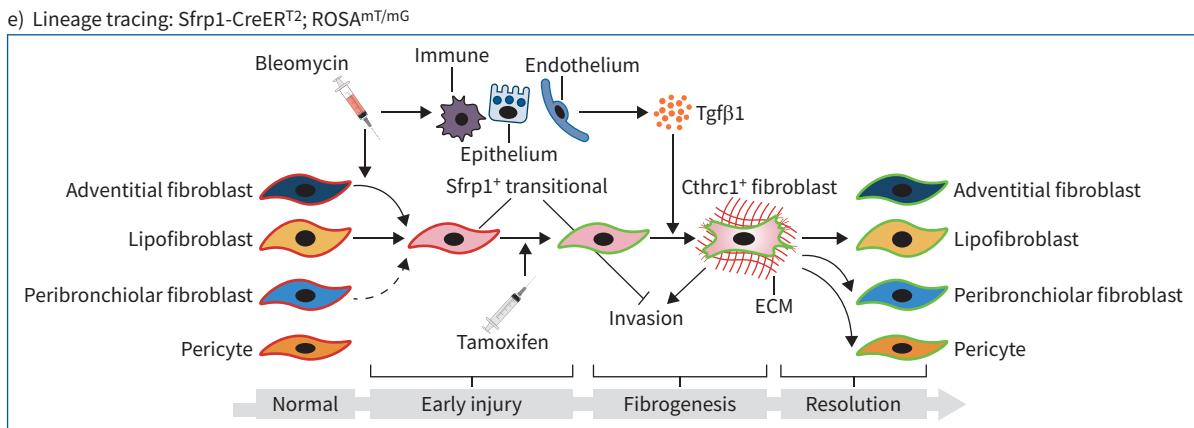 e) Lineage tracing: Sfrp1-CreERT2; ROSAmT/mG
Bleomycin
Immune
Endothelium
Tgfβ1
Epithelium
Adventitial fibroblast
Sfrp1+ transitional
Cthrc1+ fibroblast
Adventitial fibroblast
Lipofibroblast
Lipofibroblast
Peribronchiolar fibroblast
Invasion
ECM
Peribronchiolar fibroblast
Pericyte
Tamoxifen
Pericyte
Normal
Early injury
Fibrogenesis
Resolution